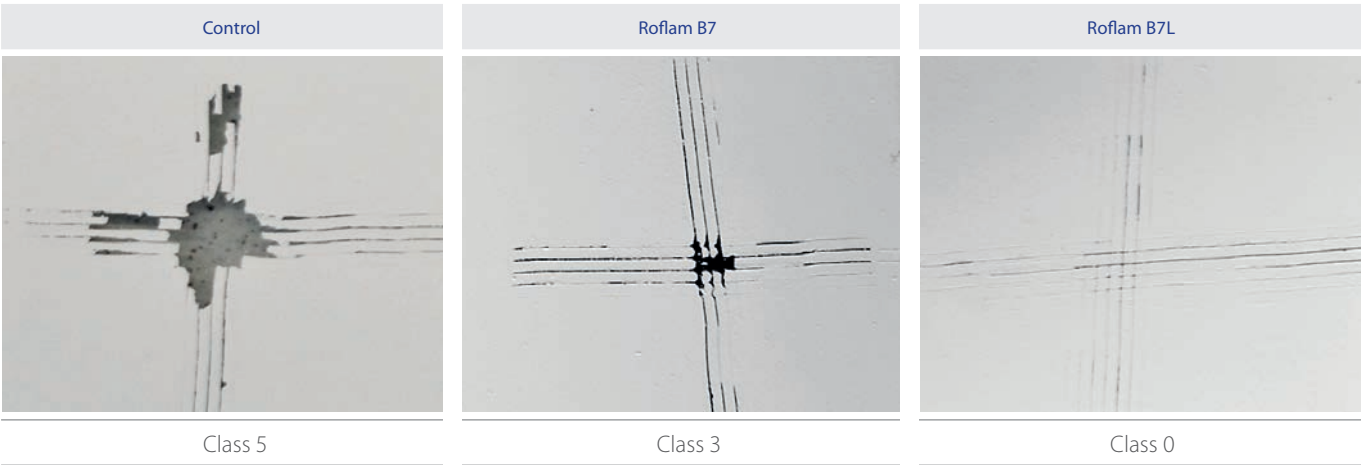 Control
Roflam B7
Roflam B7L
Class 5
Class 3
Class 0